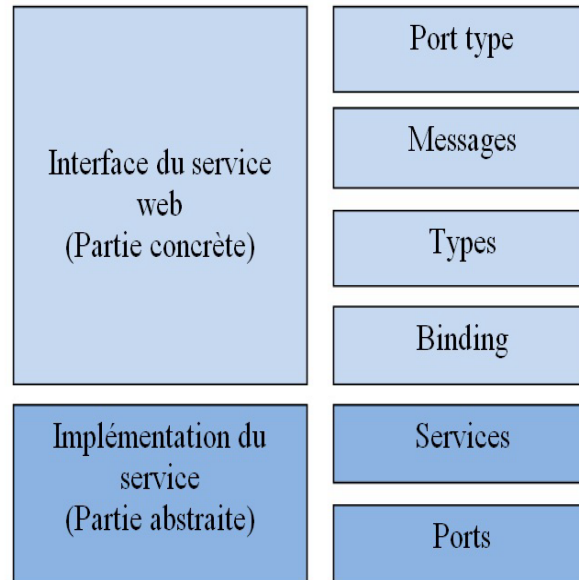 Interface du service
web
(Partie concrète)
Port type
Messages
Types
Binding
Implémentation du
service
(Partie abstraite)
Services
Ports